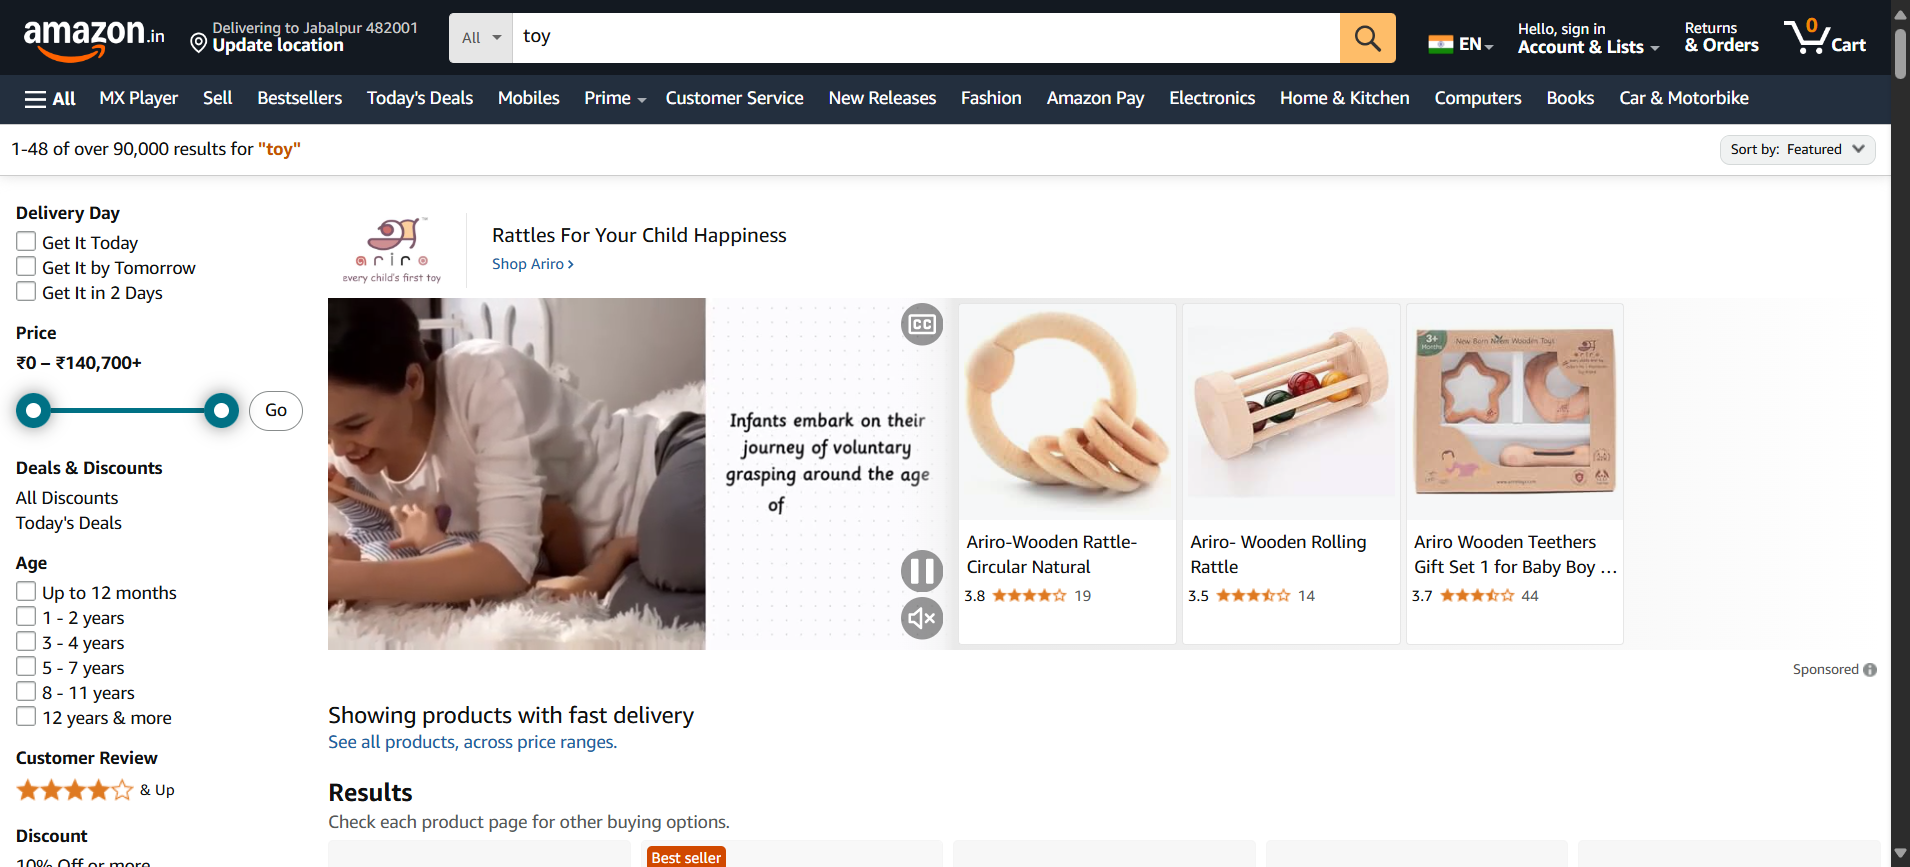 amazon.in
Delivering to Jabalpur 482001
Update location
All
toy
EN
Hello, sign in
Account & Lists
Returns
& Orders
0
Cart
All
MX Player
Sell
Bestsellers
Today's Deals
Mobiles
Prime
Customer Service
New Releases
Fashion
Amazon Pay
Electronics
Home & Kitchen
Computers
Books
Car & Motorbike
1-48 of over 90,000 results for "toy"
Sort by: Featured
Delivery Day
Get It Today
Get It by Tomorrow
Get It in 2 Days
Price
₹0 – ₹140,700+
Go
Deals & Discounts
All Discounts
Today's Deals
Age
Up to 12 months
1 - 2 years
3 - 4 years
5 - 7 years
8 - 11 years
12 years & more
Customer Review
& Up
Discount
10% Off or more
ariro
every child's first toy
Rattles For Your Child Happiness
Shop Ariro ›
CC
Infants embark on their
journey of voluntary
grasping around the age
of
3+
Months
New Born Neem Wooden Toys
ariro
Ariro-Wooden Rattle-
Circular Natural
3.8
19
Ariro- Wooden Rolling
Rattle
3.5
14
Ariro Wooden Teethers
Gift Set 1 for Baby Boy …
3.7
44
Sponsored
Showing products with fast delivery
See all products, across price ranges.
Results
Check each product page for other buying options.
Best seller